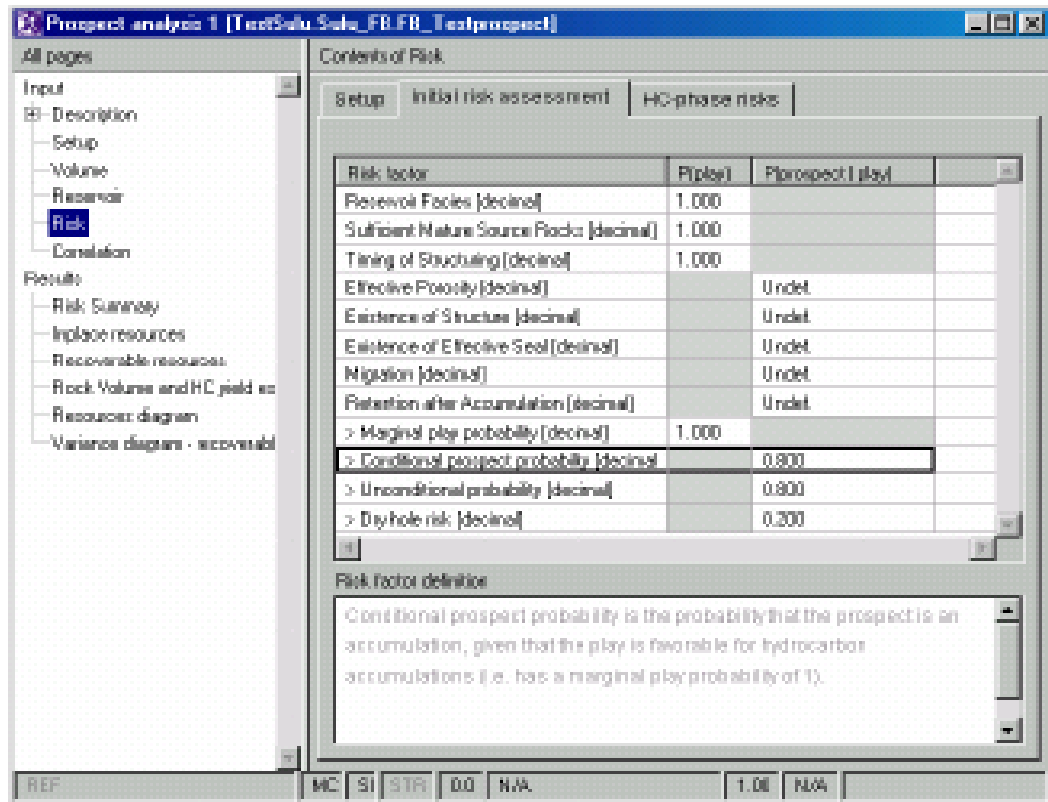 Prospect analysis 1 [TestSulu.Sulu_FB.FB_Testprospect]
All pages
Contents of Risk
Input
Description
Setup
Volume
Reservoir
Risk
Correlation
Results
Risk Summary
Inplace resources
Recoverable resources
Rock Volume and HC yield es
Resources diagram
Variance diagram - recoverabl
Setup Initial risk assessment HC-phase risks
Risk factor P(play) P(prospect | play)
Reservoir Facies [decimal] 1.000
Sufficient Mature Source Rocks [decimal] 1.000
Timing of Structuring [decimal] 1.000
Effective Porosity [decimal] Undef.
Existence of Structure [decimal] Undef.
Existence of Effective Seal [decimal] Undef.
Migration [decimal] Undef.
Retention after Accumulation [decimal] Undef.
> Marginal play probability [decimal] 1.000
> Conditional prospect probability [decimal 0.800
> Unconditional probability [decimal] 0.800
> Dry hole risk [decimal] 0.200
Risk factor definition
Conditional prospect probability is the probability that the prospect is an
accumulation, given that the play is favorable for hydrocarbon
accumulations (i.e. has a marginal play probability of 1).
REF MC SI STR 0.0 N/A 1.00 N/A